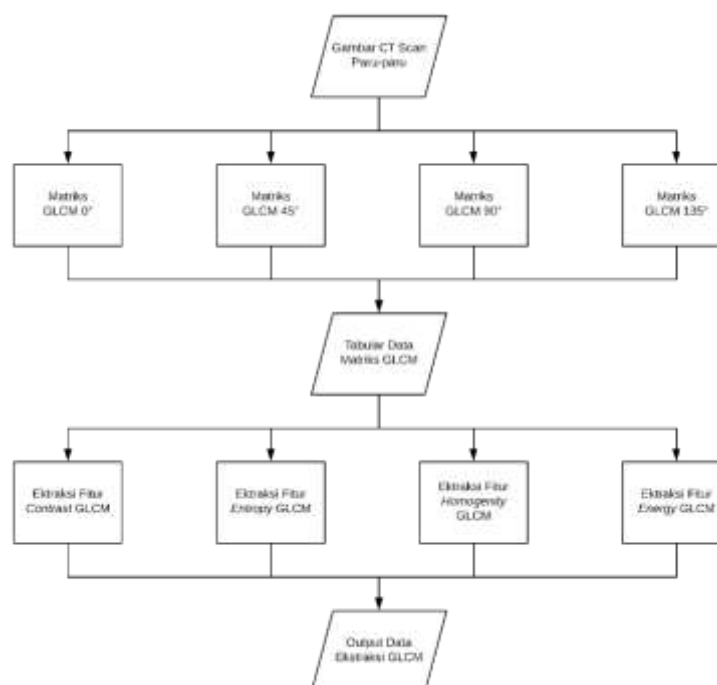 Gambar CT Scan
Paru-paru
Matriks
GLCM 0°
Matriks
GLCM 45°
Matriks
GLCM 90°
Matriks
GLCM 135°
Tabular Data
Matriks GLCM
Ektraksi Fitur
Contrast GLCM
Ektraksi Fitur
Entropy GLCM
Ektraksi Fitur
Homogenity
GLCM
Ektraksi Fitur
Energy GLCM
Output Data
Ekstraksi GLCM